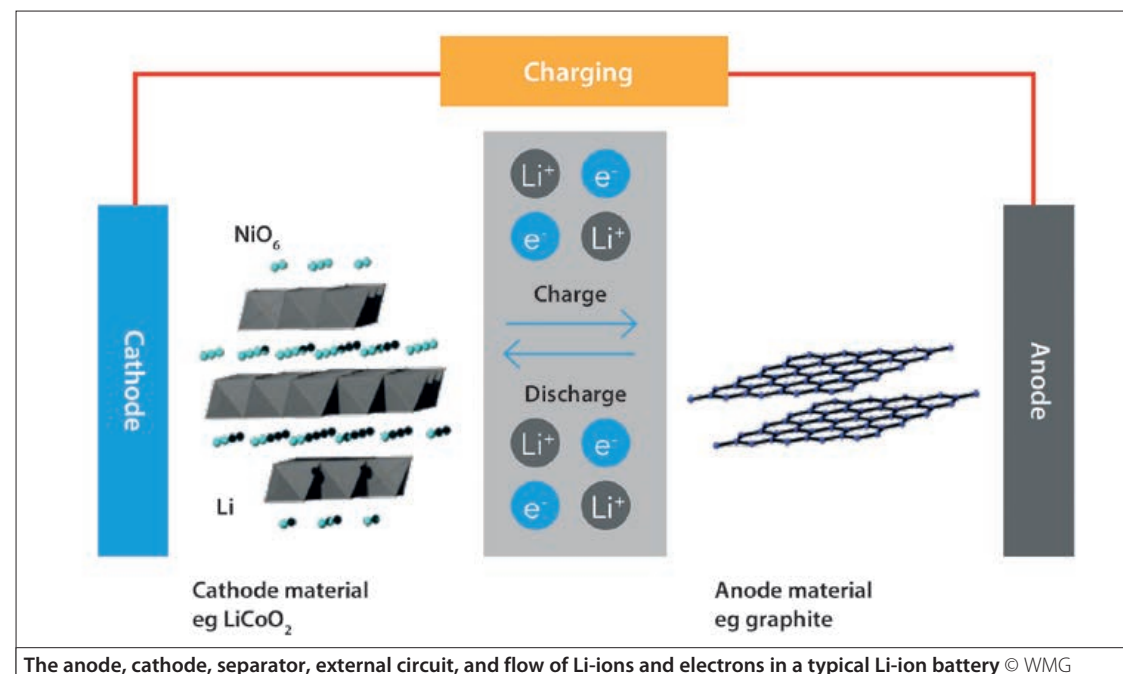 Charging
Cathode
NiO₆
Li
Li⁺ e⁻
e⁻ Li⁺
Charge
Discharge
Li⁺ e⁻
e⁻ Li⁺
Anode
Cathode material
eg LiCoO₂
Anode material
eg graphite
The anode, cathode, separator, external circuit, and flow of Li-ions and electrons in a typical Li-ion battery © WMG